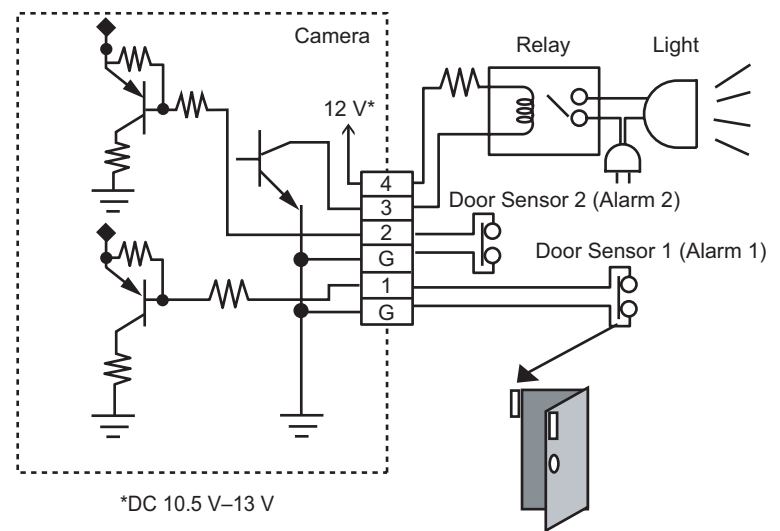 Camera
Relay
Light
12 V*
4
3
Door Sensor 2 (Alarm 2)
2
G
Door Sensor 1 (Alarm 1)
1
G
*DC 10.5 V–13 V